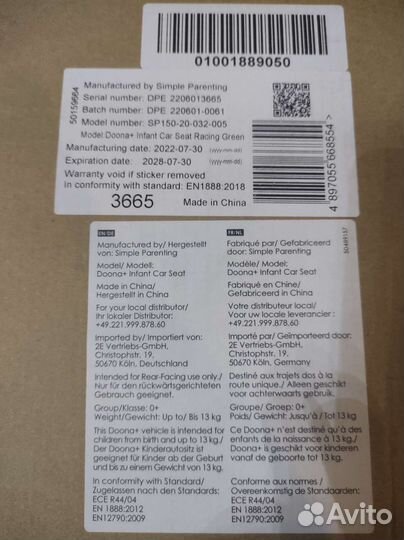 01001889050
50159664
Manufactured by Simple Parenting
Serial number: DPE 2206013665
Batch number: DPE 220601-0061
Number: SP150-20-032-005
Model:Doona+ Infant Car Seat Racing Green
Manufacturing date: 2022-07-30 (yyyy-mm-dd)
Expiration date: 2028-07-30 (yyyy-mm-dd)
Warranty void if sticker removed
In conformity with standard: EN1888:2018
3665 Made in China
4 897055 668554 >
EN/DE
Manufactured by/ Hergestellt
von: Simple Parenting
Model/ Modell:
Doona+ Infant Car Seat
Made in China/
Hergestellt in China
For your local distributor/
Ihr lokaler Distributor:
+49.221.999.878.60
Imported by/ Importiert von:
2E Vertriebs-GmbH,
Christophstr. 19,
50670 Köln, Deutschland
Intended for Rear-Facing use only./
Nur für den rückwärtsgerichteten
Gebrauch geeignet.
Group/Klasse: 0+
Weight/Gewicht: Up to/ Bis 13 kg
This Doona+ vehicle is intended for
children from birth and up to 13 kg./
Der Doona+ Kinderautositz ist
geeignet für Kinder ab der Geburt
und bis zu einem Gewicht von 13 kg.
In conformity with Standard/
Zugelassen nach den Standards:
ECE R44/04
EN 1888:2012
EN12790:2009
FR/NL
50499157
Fabriqué par/ Gefabriceerd
door: Simple Parenting
Modèle/ Model:
Doona+ Infant Car Seat
Fabriqué en Chine/
Gefabriceerd in China
Votre distributeur local/
Voor uw locale leverancier:
+49.221.999.878.60
Importé par/ Geïmporteerd door:
2E Vertriebs-GmbH,
Christophstr. 19,
50670 Köln, Germany
Destiné aux trajets dos à la
route unique./ Alleen geschikt
voor achterwaarts gebruik.
Groupe/ Groep: 0+
Poids/ Gewicht: Jusqu'à /Tot 13 kg
Ce Doona+ n'est destiné qu'à des
enfants de la naissance à 13 kg./
De Doona+ is geschikt voor kinderen
vanaf de geboorte tot 13 kg.
Conforme aux normes /
Overeenkomstig de Standaarden:
ECE R44/04
EN 1888:2012
EN12790:2009
Avito